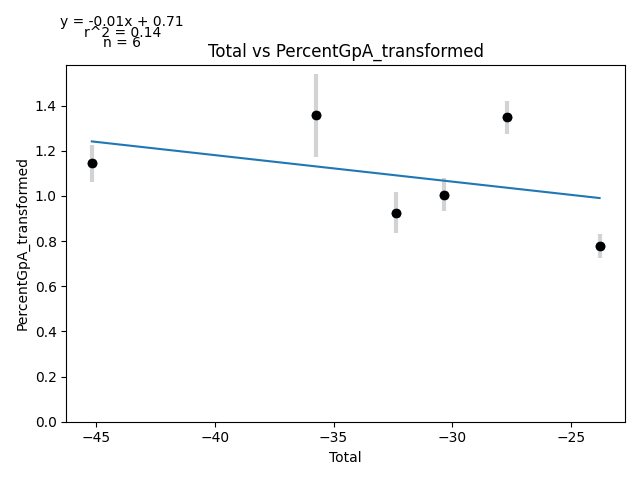 y = -0.01x + 0.71
r^2 = 0.14
n = 6
Total vs PercentGpA_transformed
PercentGpA_transformed
1.4
1.2
1.0
0.8
0.6
0.4
0.2
0.0
−45
−40
−35
−30
−25
Total